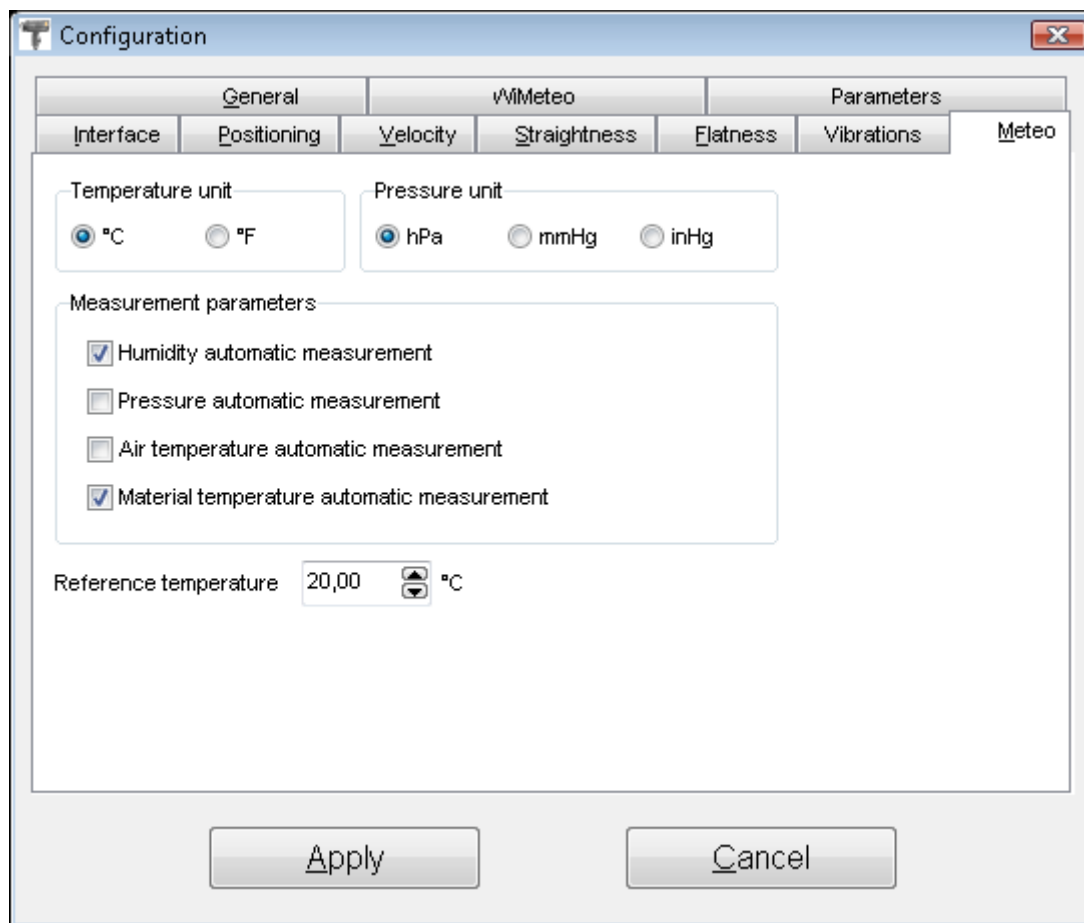 Configuration
General WiMeteo Parameters
Interface Positioning Velocity Straightness Flatness Vibrations Meteo
Temperature unit Pressure unit
°C °F hPa mmHg inHg
Measurement parameters
Humidity automatic measurement
Pressure automatic measurement
Air temperature automatic measurement
Material temperature automatic measurement
Reference temperature 20,00 °C
Apply Cancel